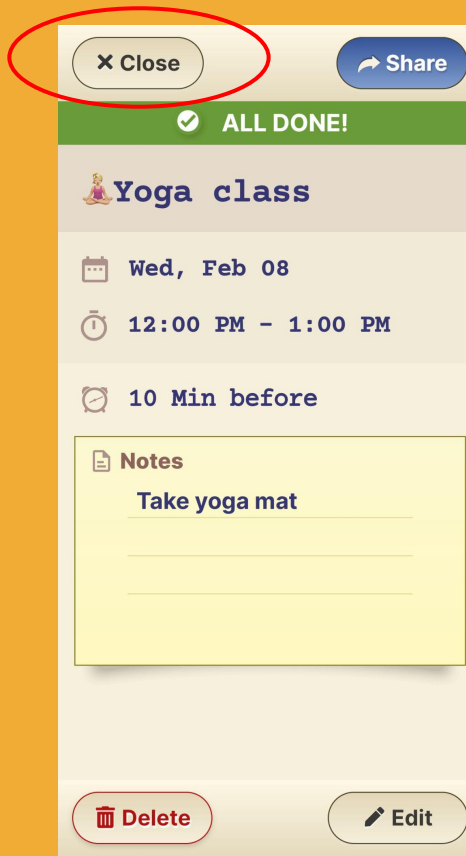 × Close
Share
ALL DONE!
Yoga class
Wed, Feb 08
12:00 PM – 1:00 PM
10 Min before
Notes
Take yoga mat
Delete
Edit